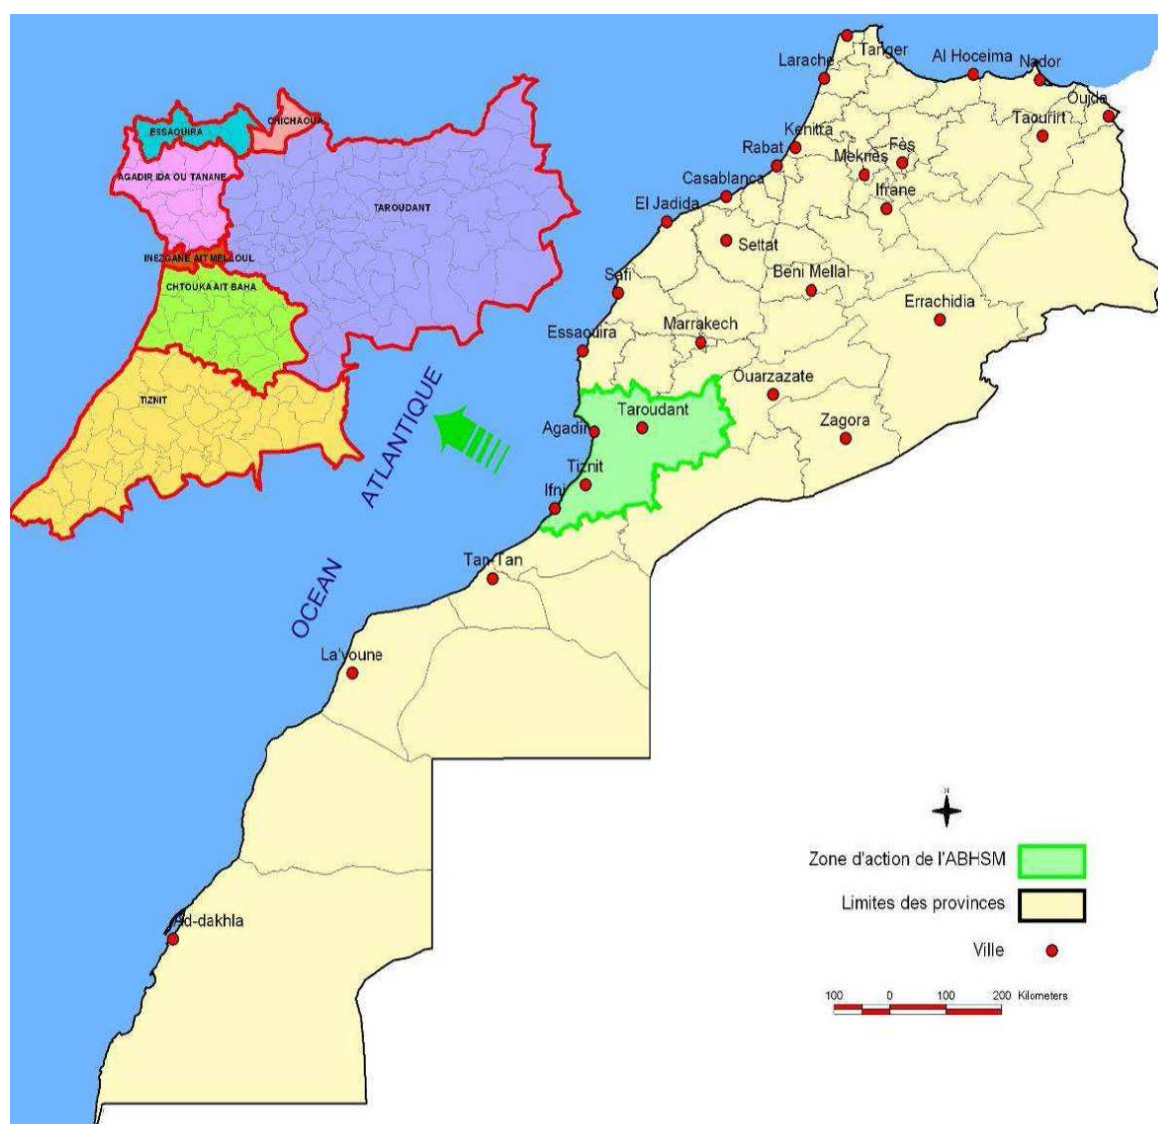 Tanger
Larache
Al Hoceima
Nador
Oujda
Taourirt
Kenitra
Rabat
Meknès
Fès
Ifrane
Casablanca
El Jadida
Settat
Safi
Beni Mellal
Errachidia
Essaouira
Marrakech
Ouarzazate
Zagora
Taroudant
Agadir
Tiznit
Ifni
Tan-Tan
La'youne
Ad-dakhla
ESSAOUIRA
CHICHAOUA
AGADIR IDA OU TANANE
TAROUDANT
INEZGANE AIT MELLOUL
CHTOUKA AIT BAHA
TIZNIT
OCEAN ATLANTIQUE
N
Zone d'action de l'ABHSM
Limites des provinces
Ville
100 0 100 200 Kilometers